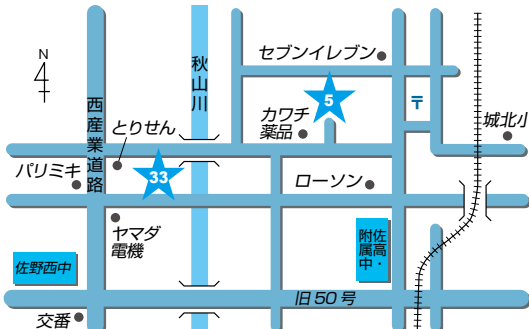 N
セブンイレブン
秋山川
5
〒
カワチ
薬品
西産業道路
とりせん
城北小
パリミキ
33
ローソン
ヤマダ
電機
佐野西中
佐高・
附属中
旧50号
交番